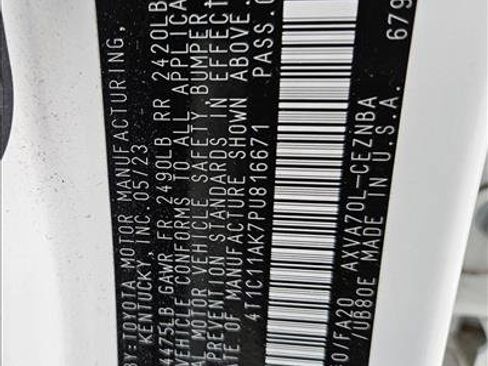 BY:TOYOTA MOTOR MANUFACTURING,
KENTUCKY, INC. 05/23
4475LB GAWR FR 2490LB RR 2420LB
VEHICLE CONFORMS TO ALL APPLICA
AL MOTOR VEHICLE SAFETY, BUMPER
PREVENTION STANDARDS IN EFFECT
ATE OF MANUFACTURE SHOWN ABOVE.
4T1C11AK7PU816671 PASS.C
E0/FA20 AXVA70L-CEZNBA
/UB80E MADE IN U.S.A. 679